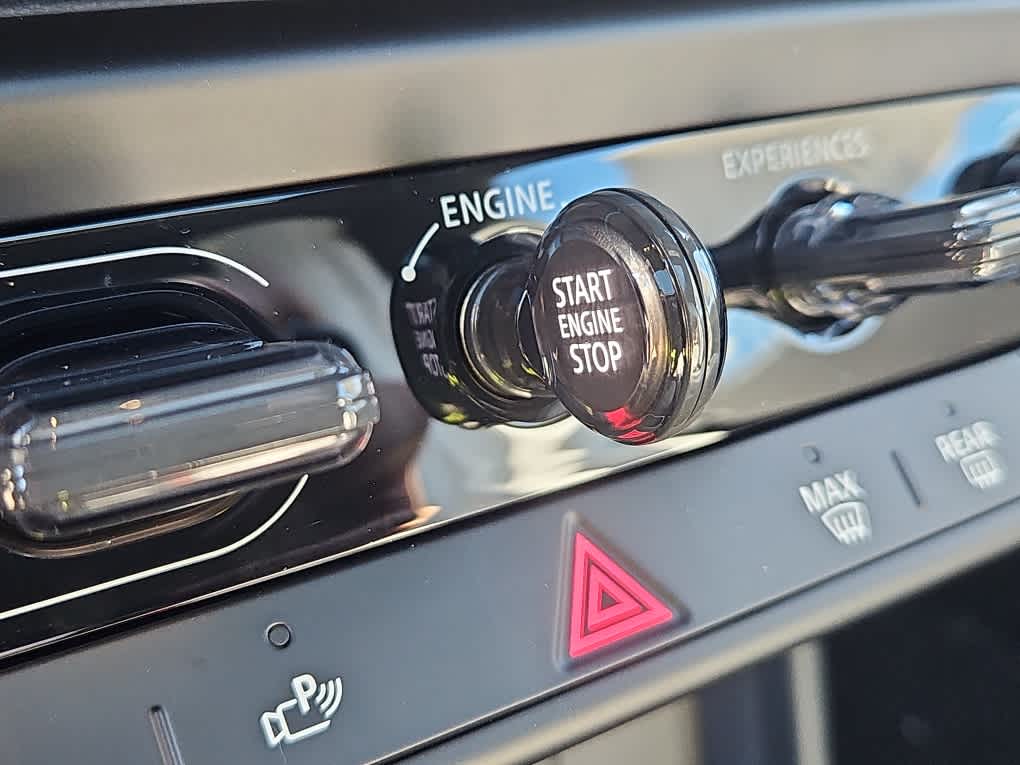 EXPERIENCES
ENGINE
START
ENGINE
STOP
MAX
REAR
P